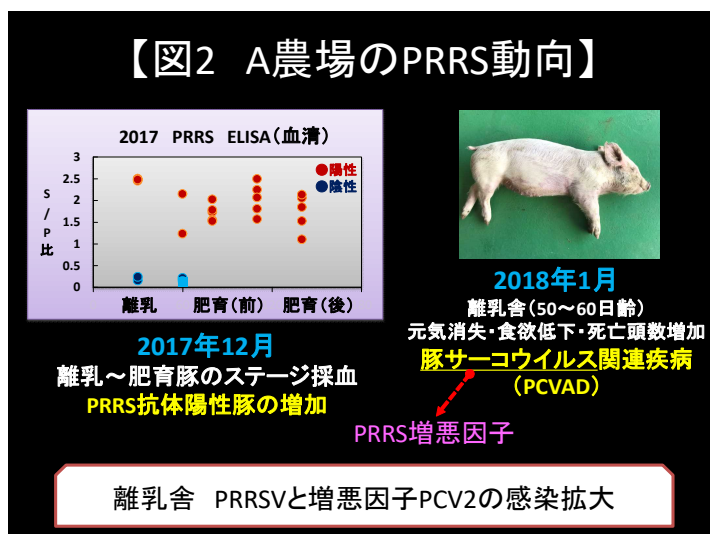 【図2 A農場のPRRS動向】
2017 PRRS ELISA(血清)
3
2.5
2
1.5
1
0.5
0
S/P比
●陽性
●陰性
離乳 肥育(前) 肥育(後)
2017年12月
離乳~肥育豚のステージ採血
PRRS抗体陽性豚の増加
2018年1月
離乳舎(50~60日齢)
元気消失・食欲低下・死亡頭数増加
豚サーコウイルス関連疾病
(PCVAD)
PRRS増悪因子
離乳舎 PRRSVと増悪因子PCV2の感染拡大